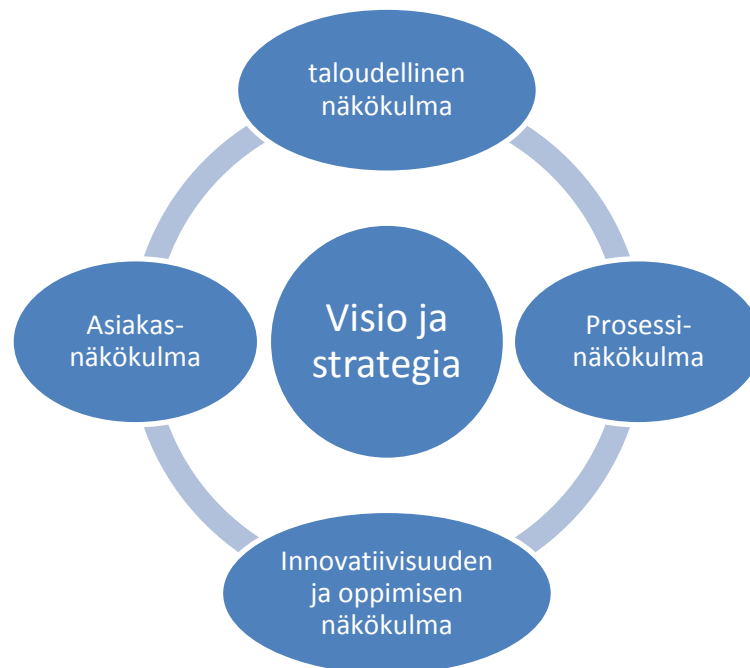 taloudellinen
näkökulma
Asiakas-
näkökulma
Visio ja
strategia
Prosessi-
näkökulma
Innovatiivisuuden
ja oppimisen
näkökulma